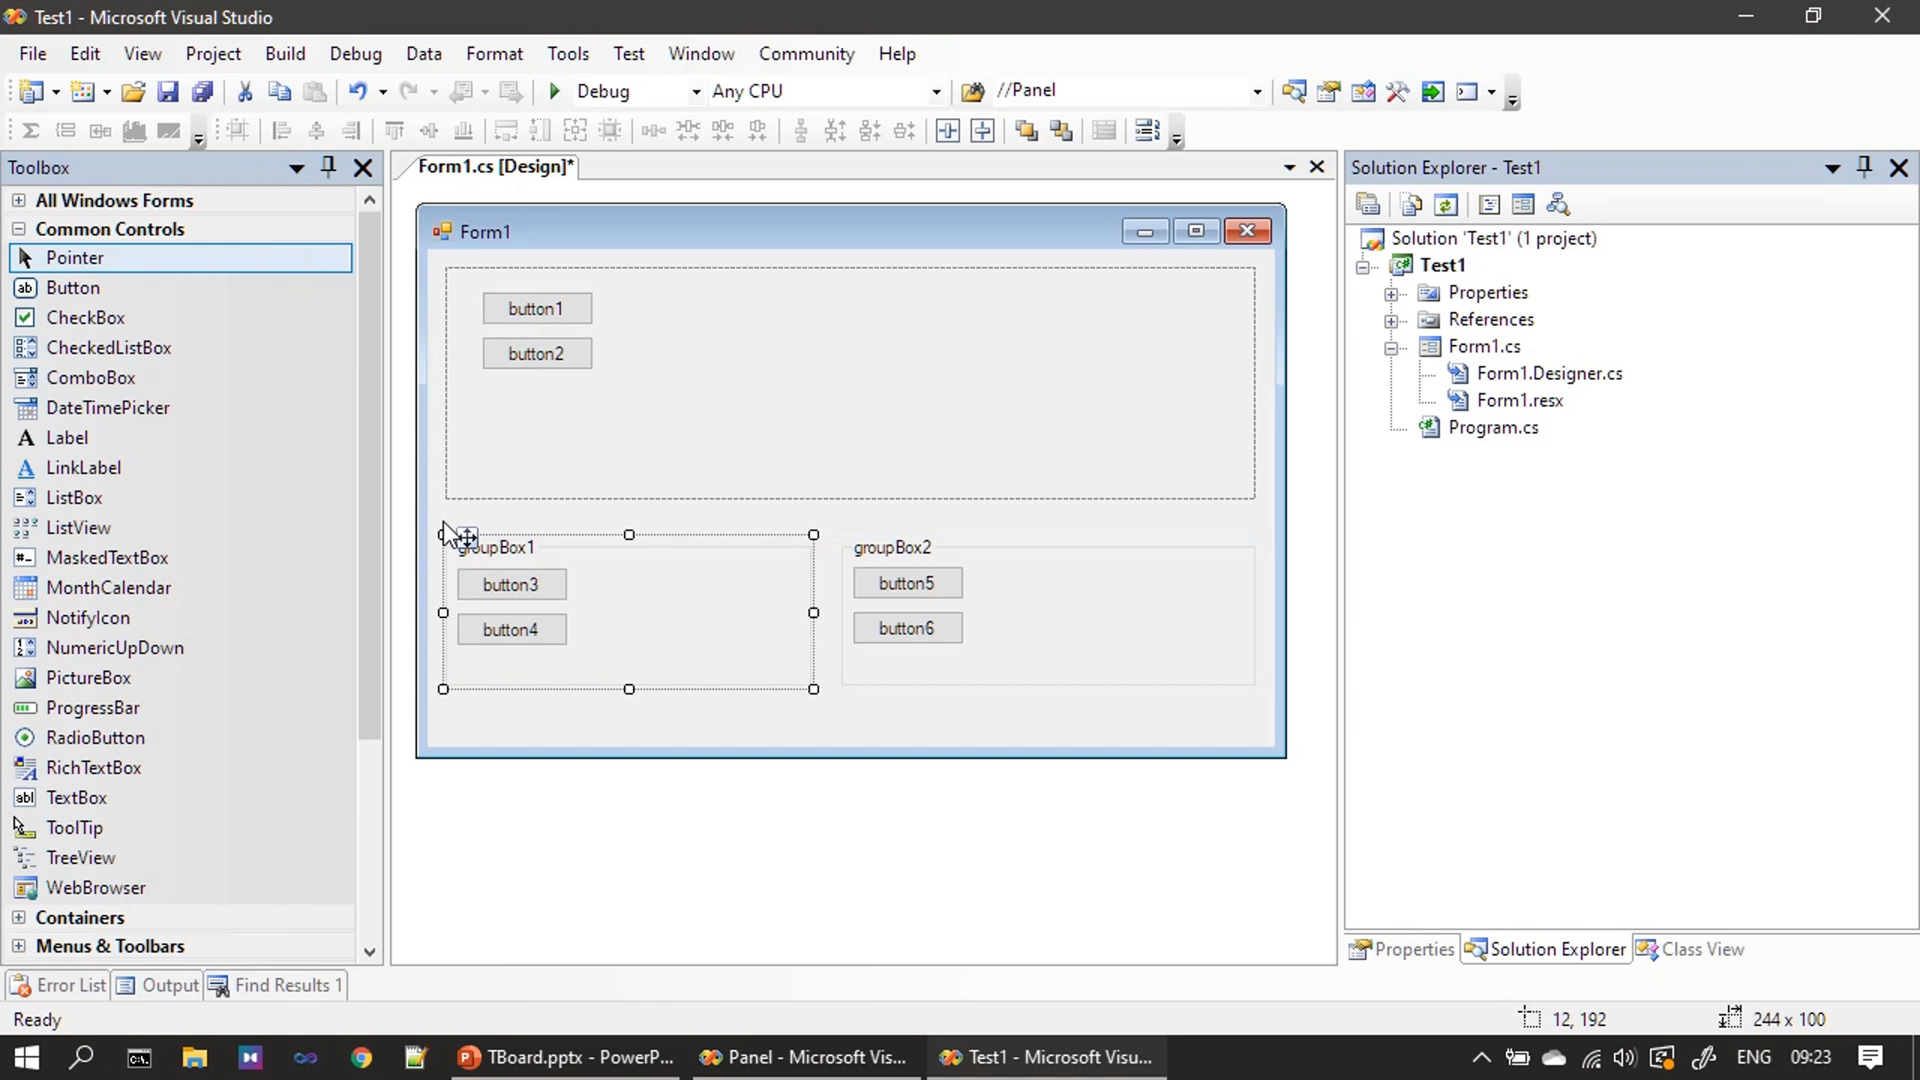 Test1 - Microsoft Visual Studio
File Edit View Project Build Debug Data Format Tools Test Window Community Help
Debug Any CPU //Panel
Toolbox
All Windows Forms
Common Controls
Pointer
Button
CheckBox
CheckedListBox
ComboBox
DateTimePicker
Label
LinkLabel
ListBox
ListView
MaskedTextBox
MonthCalendar
NotifyIcon
NumericUpDown
PictureBox
ProgressBar
RadioButton
RichTextBox
TextBox
ToolTip
TreeView
WebBrowser
Containers
Menus & Toolbars
Form1.cs [Design]*
Form1
button1
button2
groupBox1
button3
button4
groupBox2
button5
button6
Solution Explorer - Test1
Solution 'Test1' (1 project)
Test1
Properties
References
Form1.cs
Form1.Designer.cs
Form1.resx
Program.cs
Properties Solution Explorer Class View
Error List Output Find Results 1
Ready 12, 192 244 x 100
TBoard.pptx - PowerP... Panel - Microsoft Vis... Test1 - Microsoft Visu... ENG 09:23